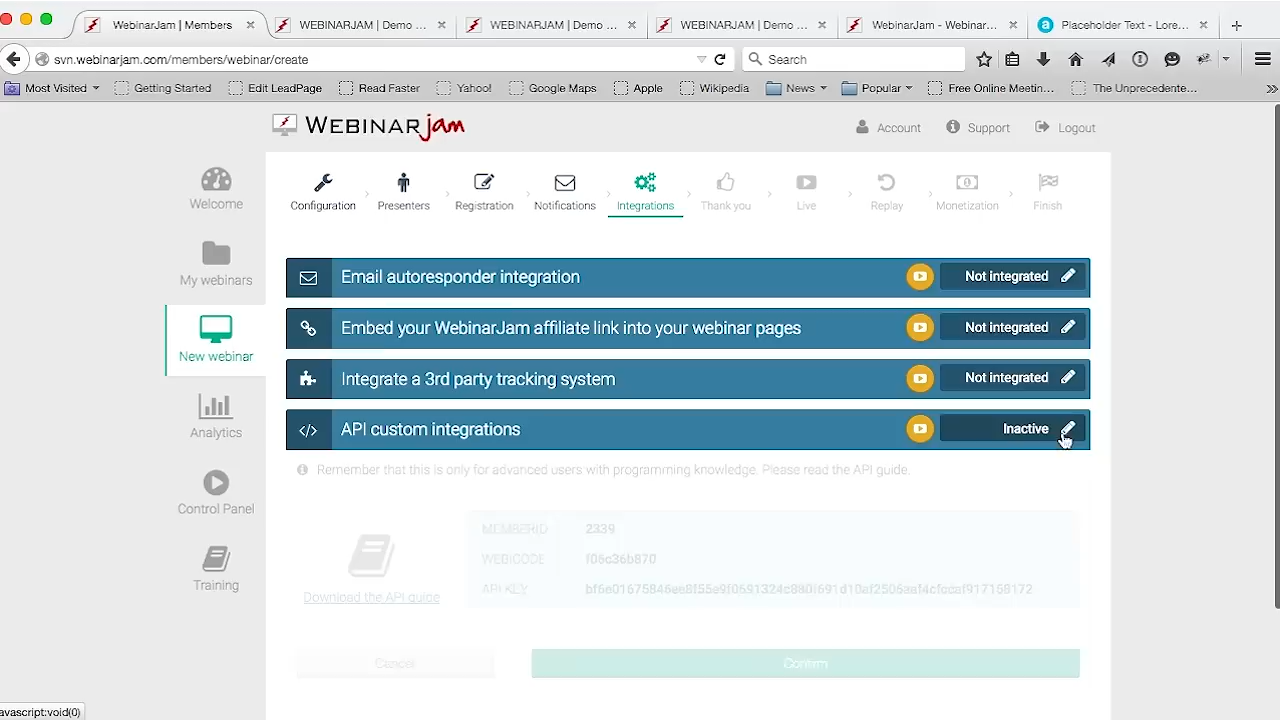 WebinarJam | Members
WEBINARJAM | Demo ...
WEBINARJAM | Demo ...
WEBINARJAM | Demo ...
WebinarJam - Webinar...
Placeholder Text - Lore...
svn.webinarjam.com/members/webinar/create
Search
Most Visited
Getting Started
Edit LeadPage
Read Faster
Yahoo!
Google Maps
Apple
Wikipedia
News
Popular
Free Online Meetin...
The Unprecedente...
WEBINARjam
Account
Support
Logout
Welcome
My webinars
New webinar
Analytics
Control Panel
Training
Configuration
Presenters
Registration
Notifications
Integrations
Thank you
Live
Replay
Monetization
Finish
Email autoresponder integration
Not integrated
Embed your WebinarJam affiliate link into your webinar pages
Not integrated
Integrate a 3rd party tracking system
Not integrated
API custom integrations
Inactive
Remember that this is only for advanced users with programming knowledge. Please read the API guide.
Download the API guide
MEMBERID 2339
WEBICODE f06c36b870
API KEY
Cancel
Confirm
avascript:void(0)